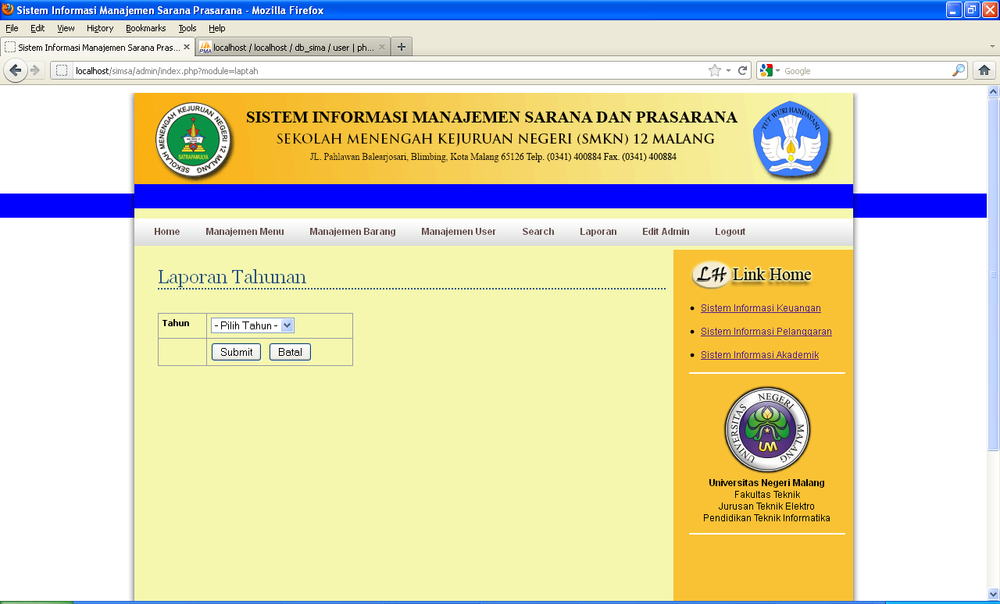 Sistem Informasi Manajemen Sarana Prasarana - Mozilla Firefox
File Edit View History Bookmarks Tools Help
Sistem Informasi Manajemen Sarana Pras... localhost / localhost / db_sima / user | ph...
localhost/simsa/admin/index.php?module=laptah Google
SEKOLAH MENENGAH KEJURUAN NEGERI 12 MALANG
SATRAPAMULYA
SISTEM INFORMASI MANAJEMEN SARANA DAN PRASARANA
SEKOLAH MENENGAH KEJURUAN NEGERI (SMKN) 12 MALANG
JL. Pahlawan Balearjosari, Blimbing, Kota Malang 65126 Telp. (0341) 400884 Fax. (0341) 400884
TUT WURI HANDAYANI
Home Manajemen Menu Manajemen Barang Manajemen User Search Laporan Edit Admin Logout
Laporan Tahunan
Tahun - Pilih Tahun -
Submit Batal
LH Link Home
Sistem Informasi Keuangan
Sistem Informasi Pelanggaran
Sistem Informasi Akademik
UNIVERSITAS NEGERI MALANG
UM
Universitas Negeri Malang
Fakultas Teknik
Jurusan Teknik Elektro
Pendidikan Teknik Informatika